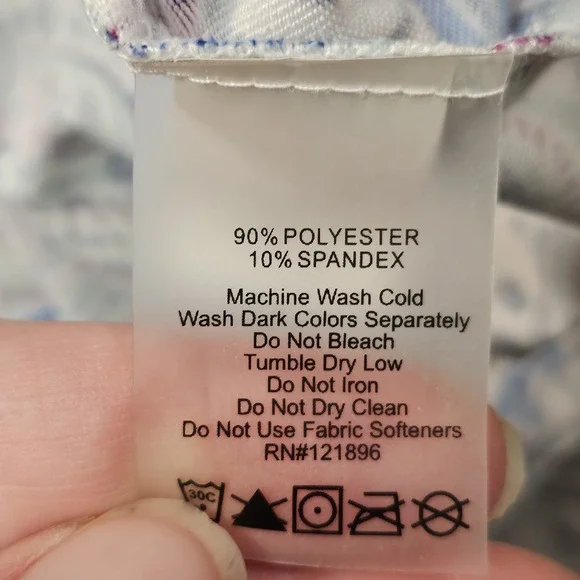 90% POLYESTER
10% SPANDEX
Machine Wash Cold
Wash Dark Colors Separately
Do Not Bleach
Tumble Dry Low
Do Not Iron
Do Not Dry Clean
Do Not Use Fabric Softeners
RN#121896
30C